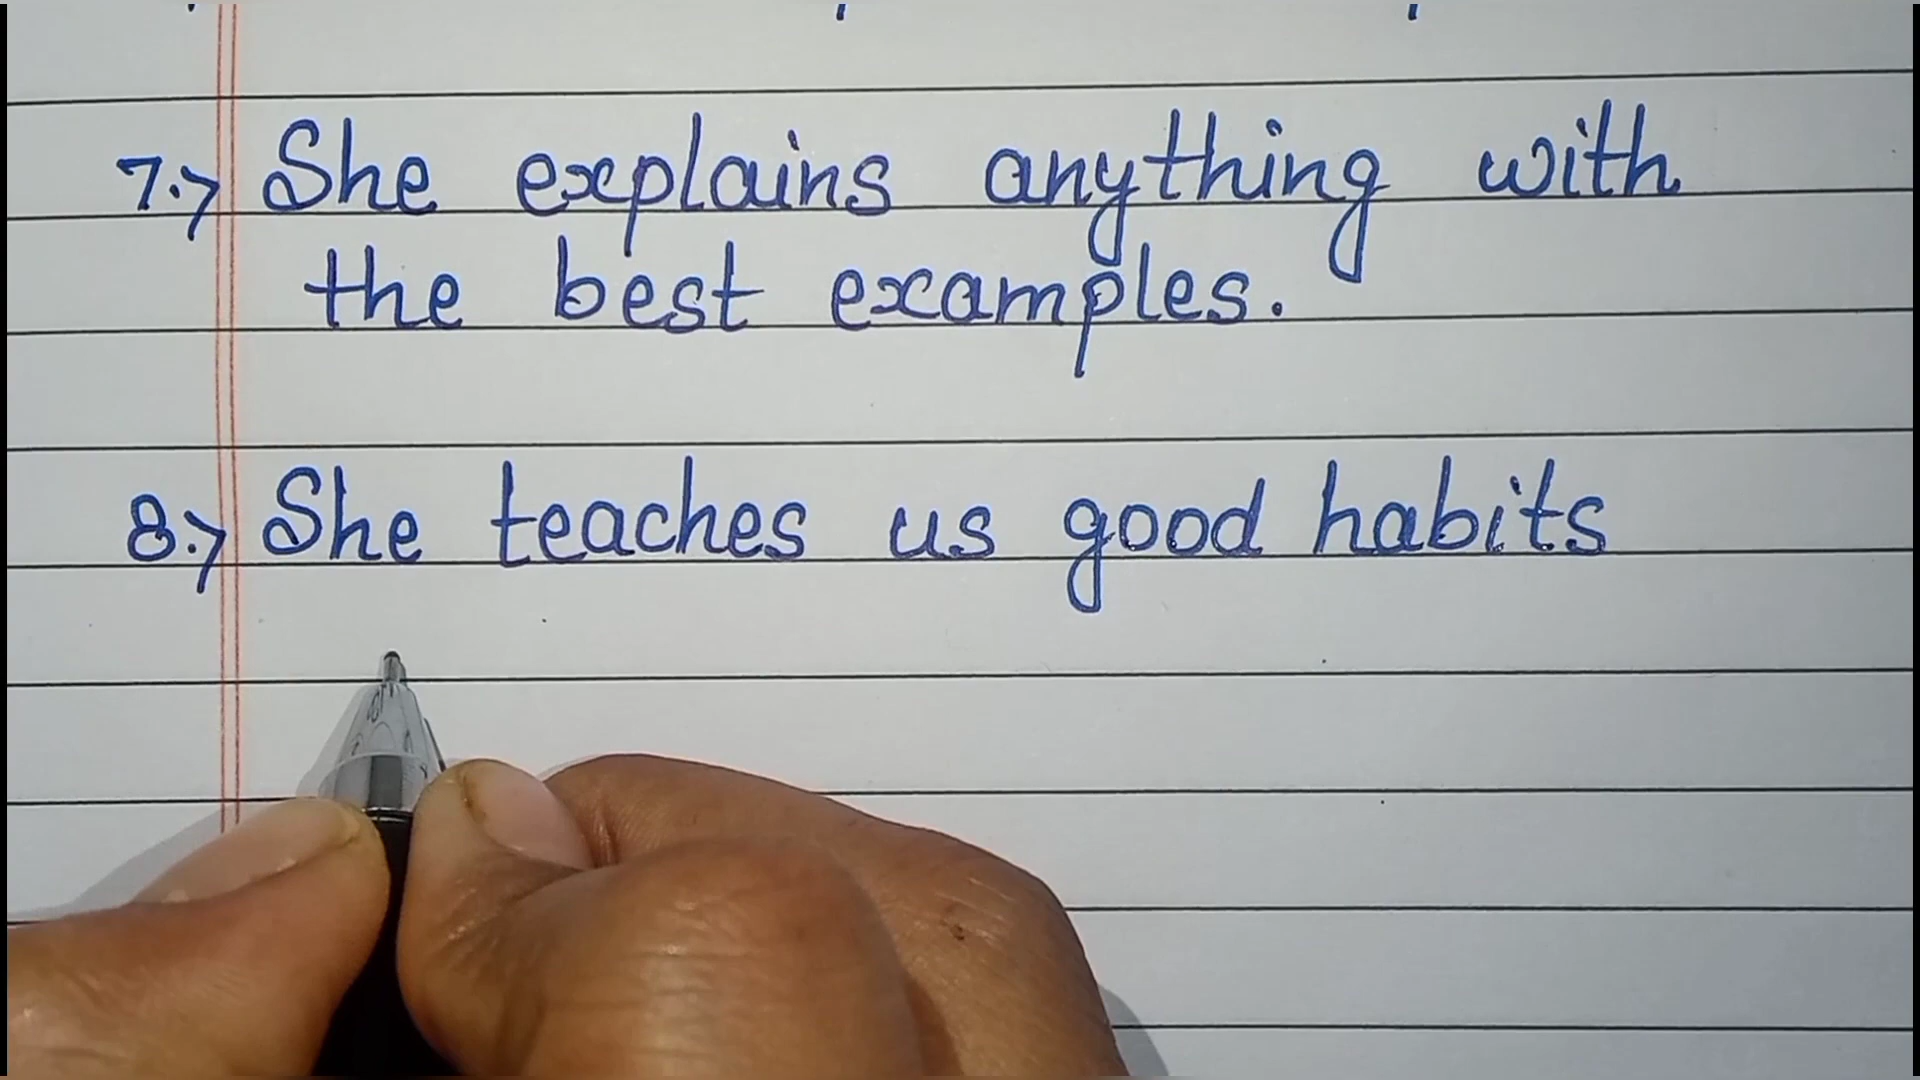 7.> She explains anything with
the best examples.
8.> She teaches us good habits